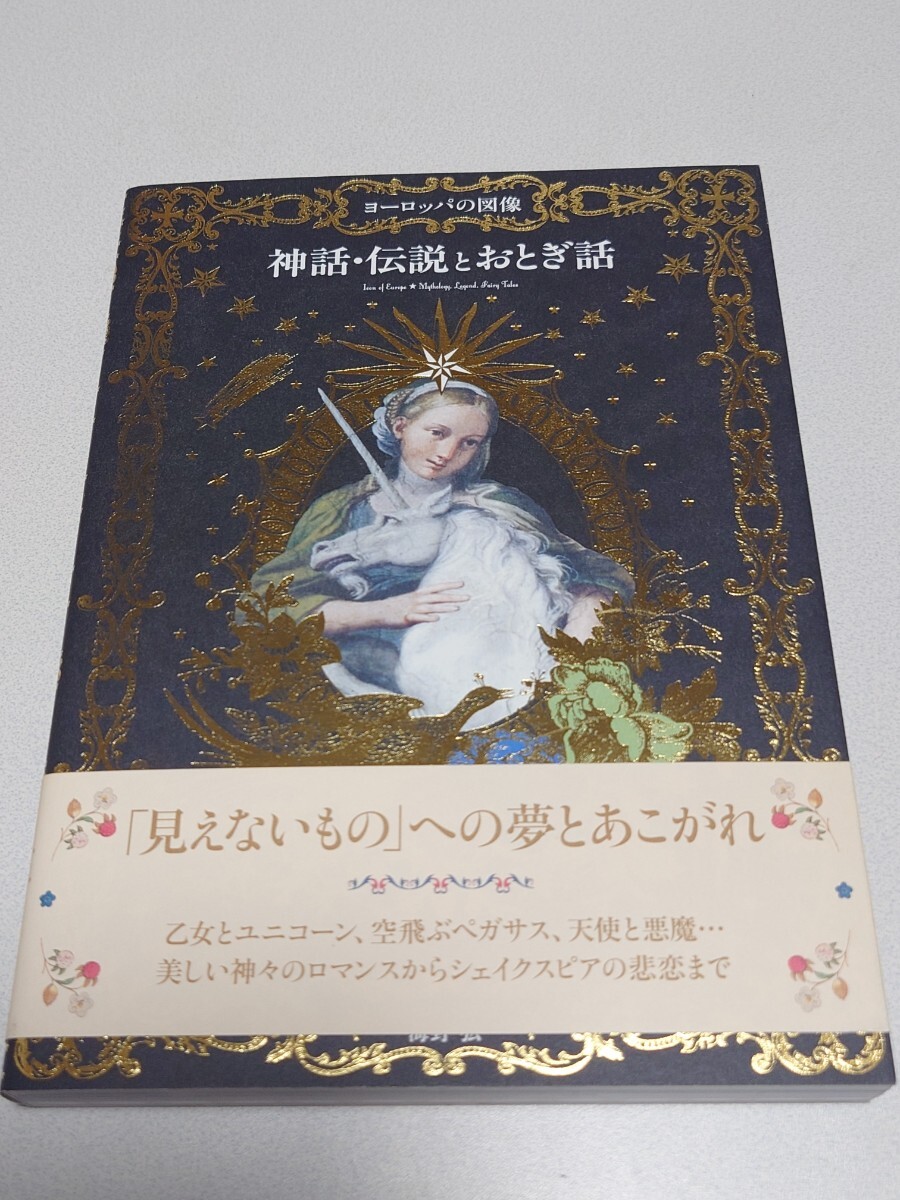 ヨーロッパの図像
神話・伝説とおとぎ話
Icon of Europe ★ Mythology, Legend, Fairy Tales
「見えないもの」への夢とあこがれ
乙女とユニコーン、空飛ぶペガサス、天使と悪魔…
美しい神々のロマンスからシェイクスピアの悲恋まで